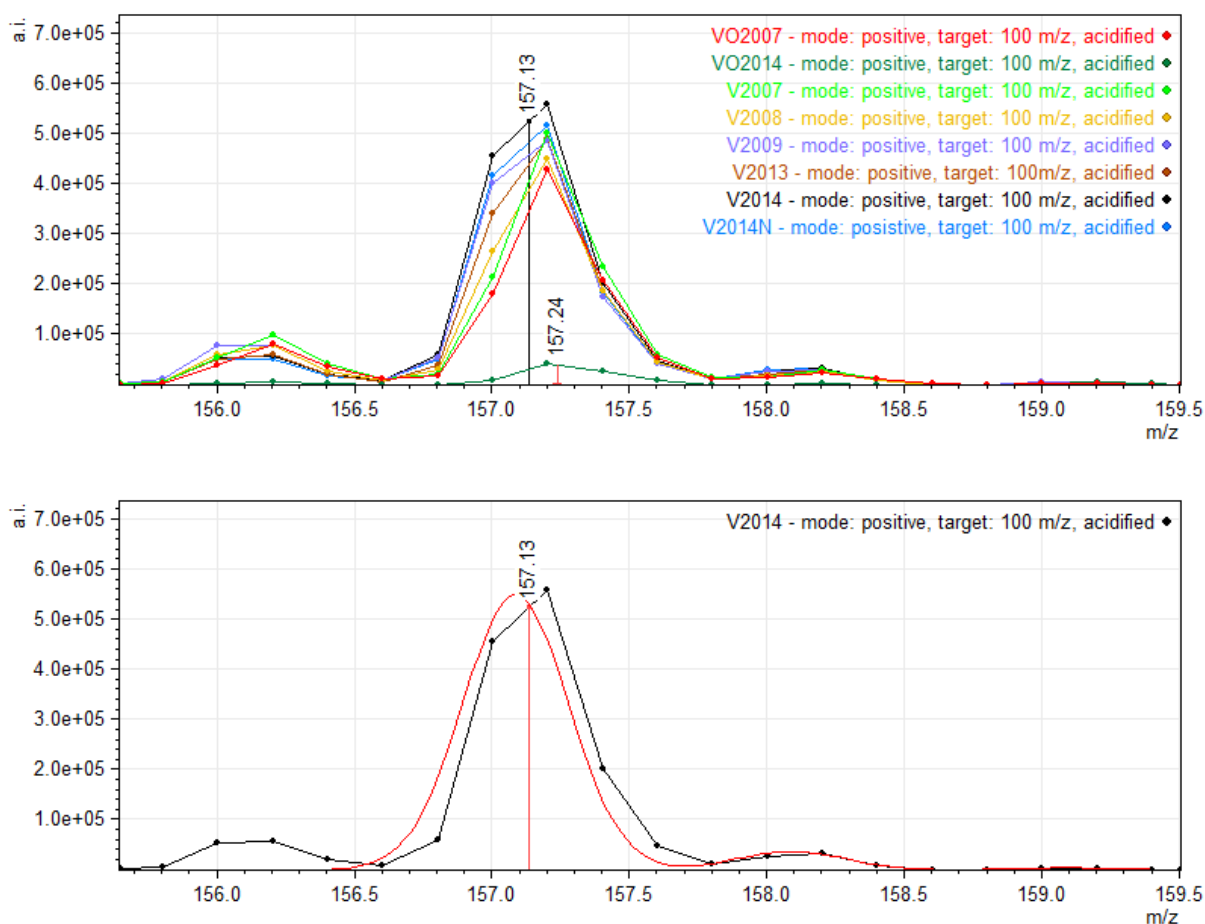 a.i.
7.0e+05
6.0e+05
5.0e+05
4.0e+05
3.0e+05
2.0e+05
1.0e+05
VO2007 - mode: positive, target: 100 m/z, acidified
VO2014 - mode: positive, target: 100 m/z, acidified
V2007 - mode: positive, target: 100 m/z, acidified
V2008 - mode: positive, target: 100 m/z, acidified
V2009 - mode: positive, target: 100 m/z, acidified
V2013 - mode: positive, target: 100m/z, acidified
V2014 - mode: positive, target: 100 m/z, acidified
V2014N - mode: posistive, target: 100 m/z, acidified
157.13
157.24
156.0 156.5 157.0 157.5 158.0 158.5 159.0 159.5
m/z
a.i.
7.0e+05
6.0e+05
5.0e+05
4.0e+05
3.0e+05
2.0e+05
1.0e+05
V2014 - mode: positive, target: 100 m/z, acidified
157.13
156.0 156.5 157.0 157.5 158.0 158.5 159.0 159.5
m/z